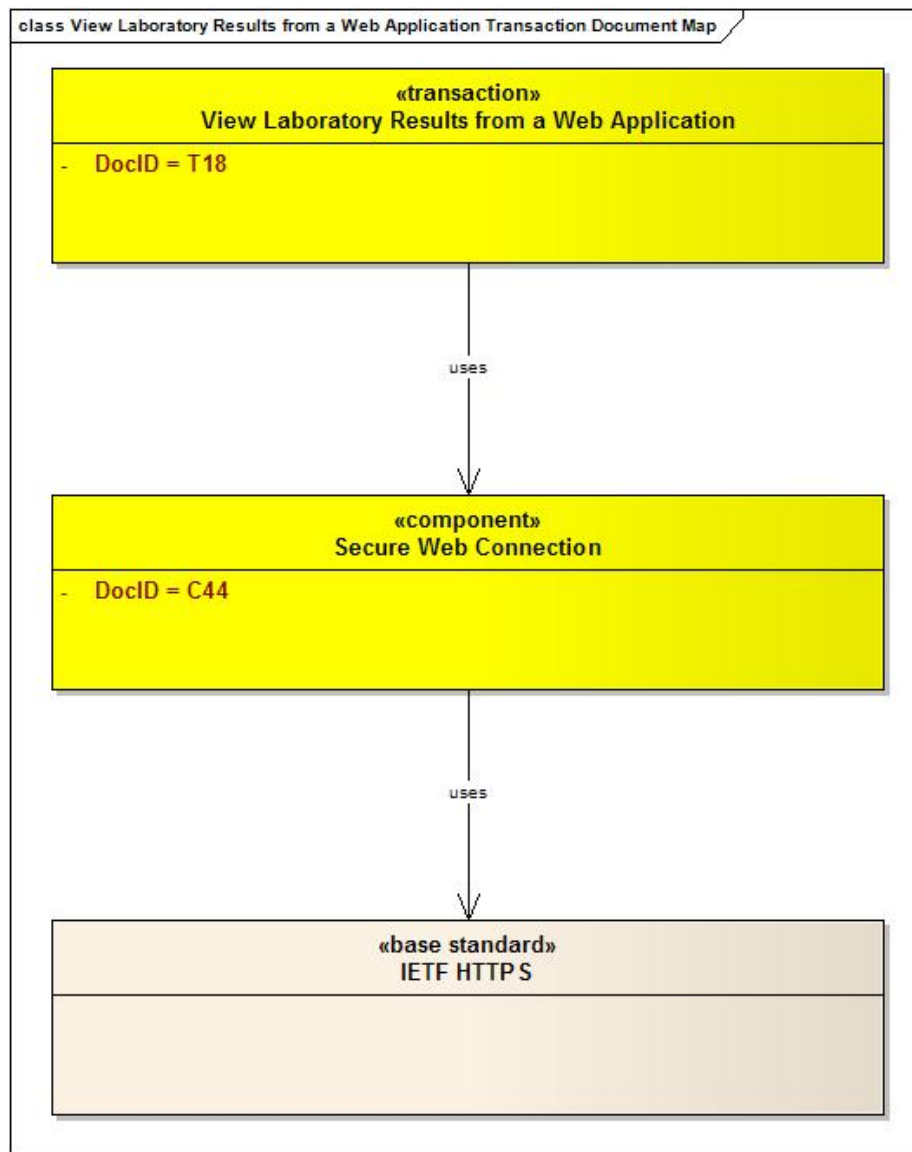 class View Laboratory Results from a Web Application Transaction Document Map
«transaction»
View Laboratory Results from a Web Application
- DocID = T18
uses
«component»
Secure Web Connection
- DocID = C44
uses
«base standard»
IETF HTTPS